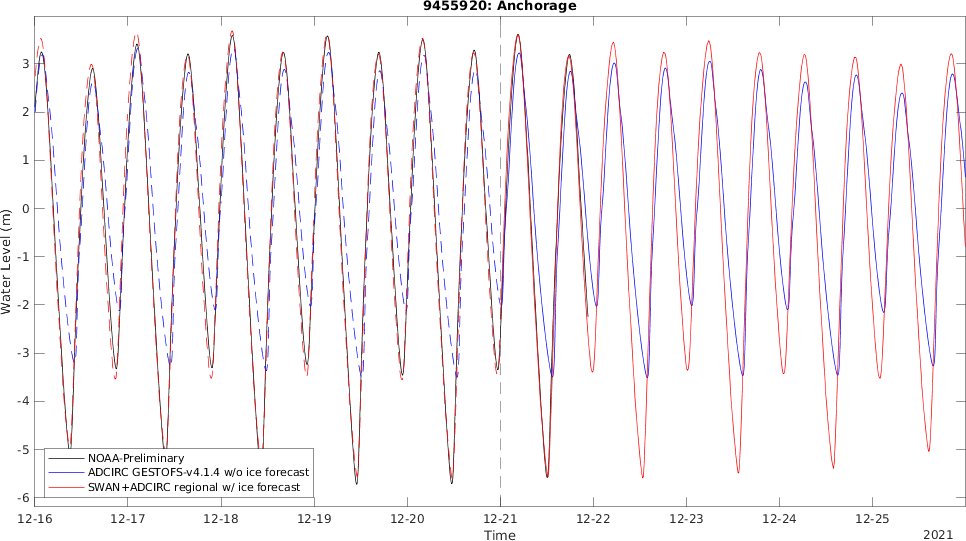 9455920: Anchorage
3
2
1
0
-1
-2
-3
-4
-5
-6
Water Level (m)
NOAA-Preliminary
ADCIRC GESTOFS-v4.1.4 w/o ice forecast
SWAN+ADCIRC regional w/ ice forecast
12-16 12-17 12-18 12-19 12-20 12-21 12-22 12-23 12-24 12-25
Time
2021